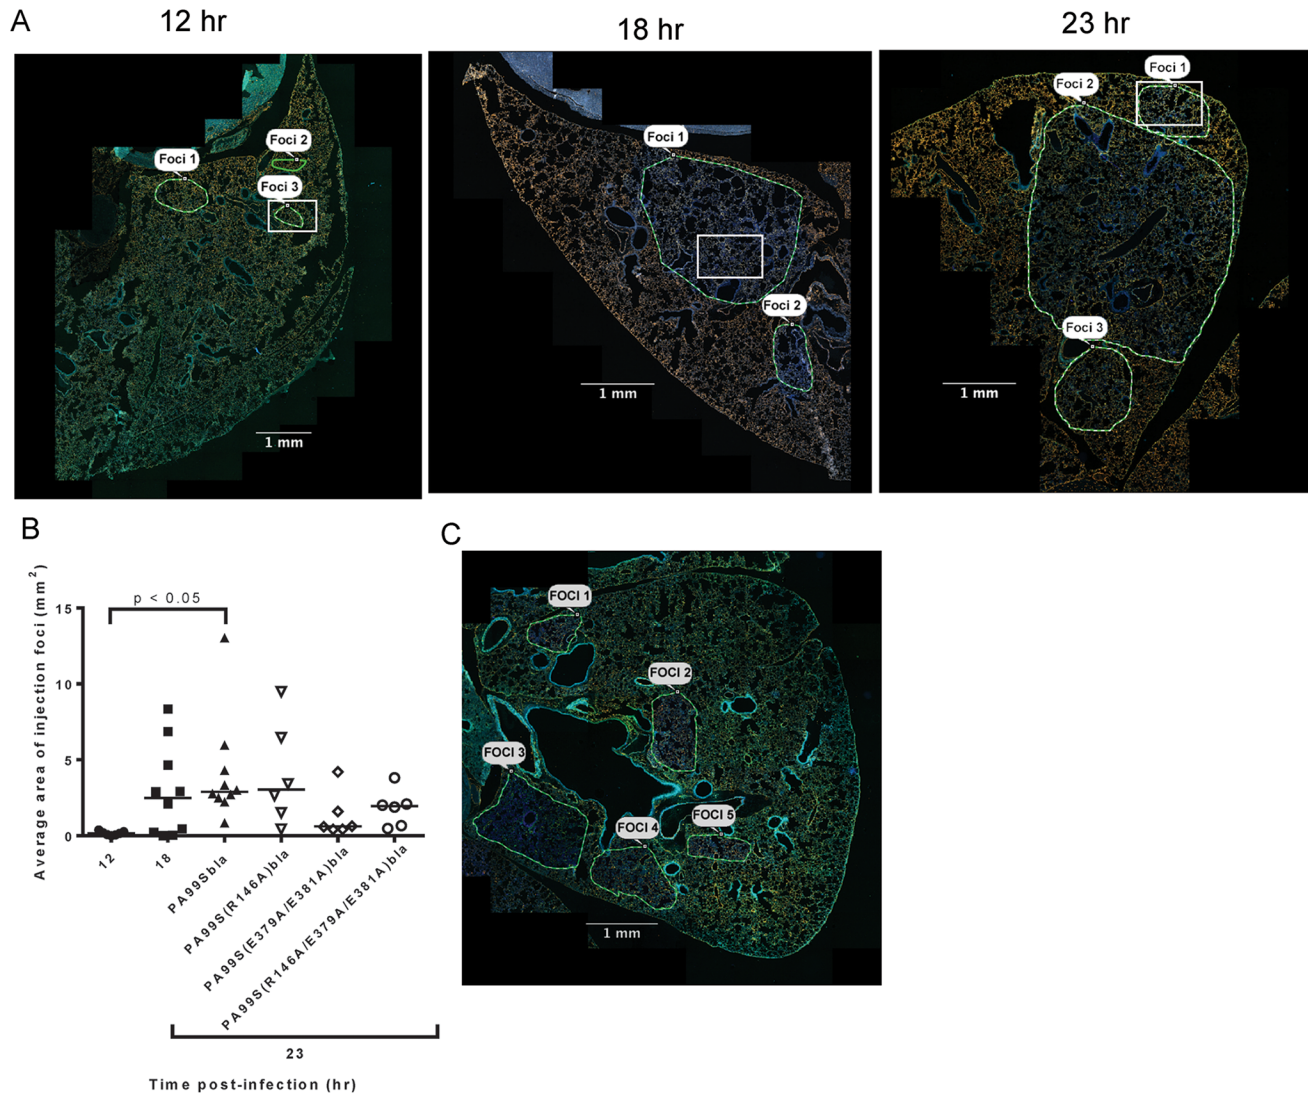 A
12 hr
18 hr
23 hr
Foci 1
Foci 2
Foci 3
1 mm
Foci 1
Foci 2
1 mm
Foci 1
Foci 2
Foci 3
1 mm
B
Average area of injection foci (mm²)
p < 0.05
15
10
5
0
12
18
PA99Sbla
PA99S(R146A)bla
PA99S(E379A/E381A)bla
PA99S(R146A/E379A/E381A)bla
23
Time post-infection (hr)
C
FOCI 1
FOCI 2
FOCI 3
FOCI 4
FOCI 5
1 mm